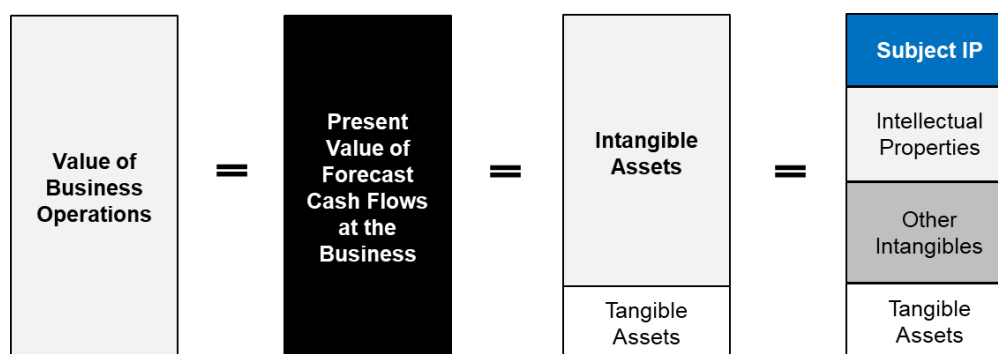 Value of
Business
Operations
=
Present
Value of
Forecast
Cash Flows
at the
Business
=
Intangible
Assets
Tangible
Assets
=
Subject IP
Intellectual
Properties
Other
Intangibles
Tangible
Assets